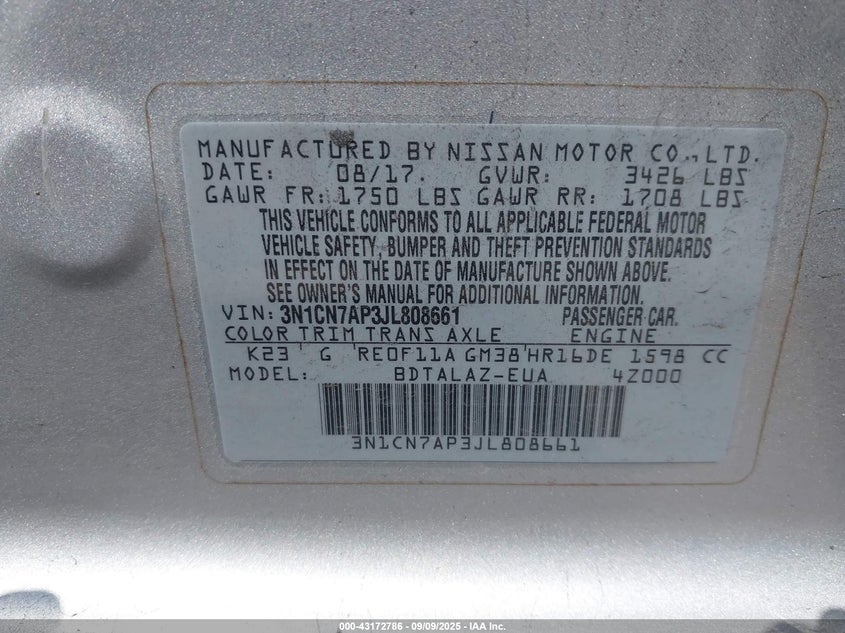 MANUFACTURED BY NISSAN MOTOR CO., LTD.
DATE: 08/17. GVWR: 3426 LBS
GAWR FR: 1750 LBS GAWR RR: 1708 LBS
THIS VEHICLE CONFORMS TO ALL APPLICABLE FEDERAL MOTOR
VEHICLE SAFETY, BUMPER AND THEFT PREVENTION STANDARDS
IN EFFECT ON THE DATE OF MANUFACTURE SHOWN ABOVE.
SEE OWNER'S MANUAL FOR ADDITIONAL INFORMATION.
VIN: 3N1CN7AP3JL808661 PASSENGER CAR.
COLOR TRIM TRANS AXLE ENGINE
K23 G RE0F11A GM38 HR16DE 1598 CC
MODEL: BDTALAZ-EUA 4Z000
3N1CN7AP3JL808661
000-43172786 - 09/09/2025 - IAA Inc.